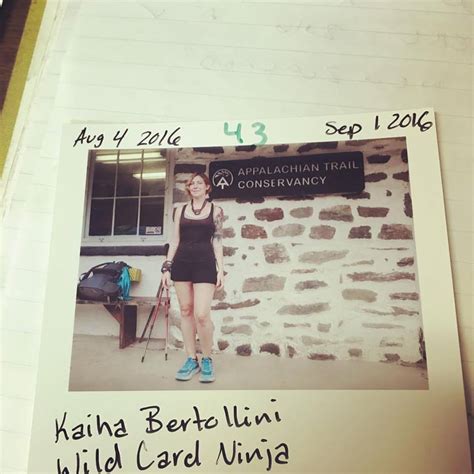 Aug 4 2016 43 Sep 1 2016
APPALACHIAN TRAIL
CONSERVANCY
Kaiha Bertollini
Wild Card Ninja